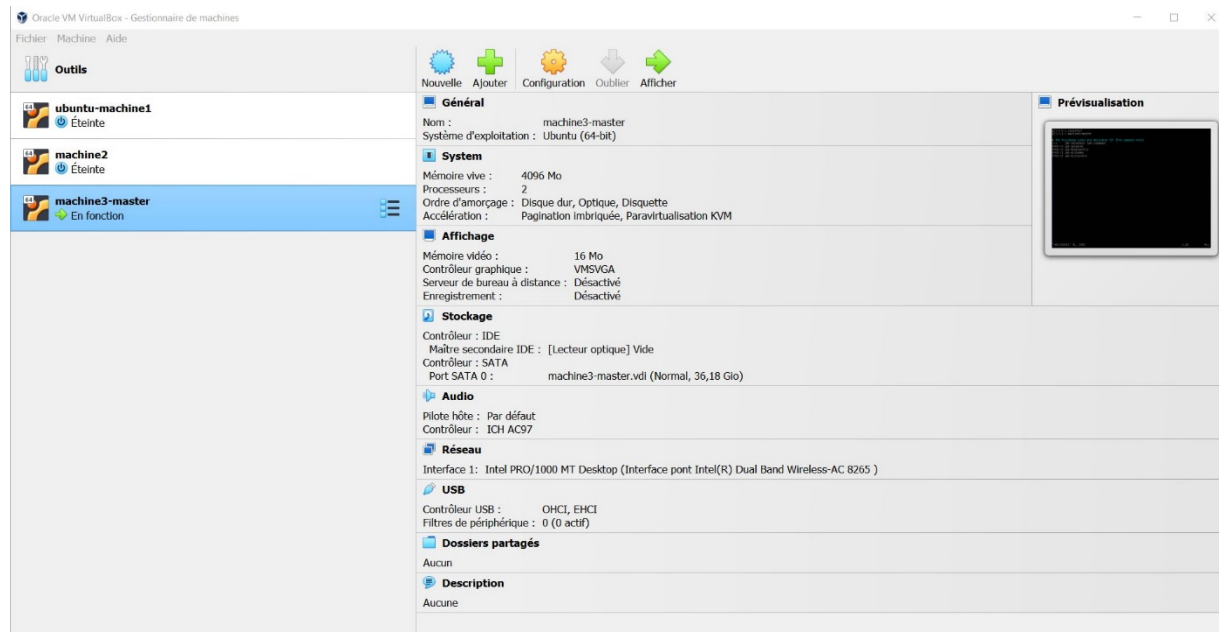 Oracle VM VirtualBox - Gestionnaire de machines
Fichier Machine Aide
Outils
Nouvelle Ajouter Configuration Oublier Afficher
64 ubuntu-machine1
Éteinte
64 machine2
Éteinte
64 machine3-master
En fonction
Général
Nom : machine3-master
Système d'exploitation : Ubuntu (64-bit)
System
Mémoire vive : 4096 Mo
Processeurs : 2
Ordre d'amorçage : Disque dur, Optique, Disquette
Accélération : Pagination imbriquée, Paravirtualisation KVM
Affichage
Mémoire vidéo : 16 Mo
Contrôleur graphique : VMSVGA
Serveur de bureau à distance : Désactivé
Enregistrement : Désactivé
Stockage
Contrôleur : IDE
Maître secondaire IDE : [Lecteur optique] Vide
Contrôleur : SATA
Port SATA 0 : machine3-master.vdi (Normal, 36,18 Gio)
Audio
Pilote hôte : Par défaut
Contrôleur : ICH AC97
Réseau
Interface 1: Intel PRO/1000 MT Desktop (Interface pont Intel(R) Dual Band Wireless-AC 8265 )
USB
Contrôleur USB : OHCI, EHCI
Filtres de périphérique : 0 (0 actif)
Dossiers partagés
Aucun
Description
Aucune
Prévisualisation